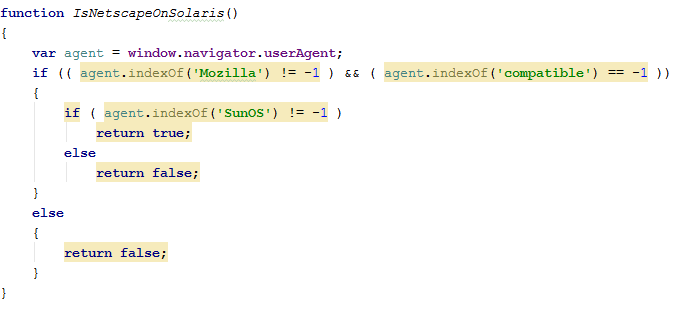 function IsNetscapeOnSolaris()
{
    var agent = window.navigator.userAgent;
    if (( agent.indexOf('Mozilla') != -1 ) && ( agent.indexOf('compatible') == -1 ))
    {
        if ( agent.indexOf('SunOS') != -1 )
            return true;
        else
            return false;
    }
    else
    {
        return false;
    }
}